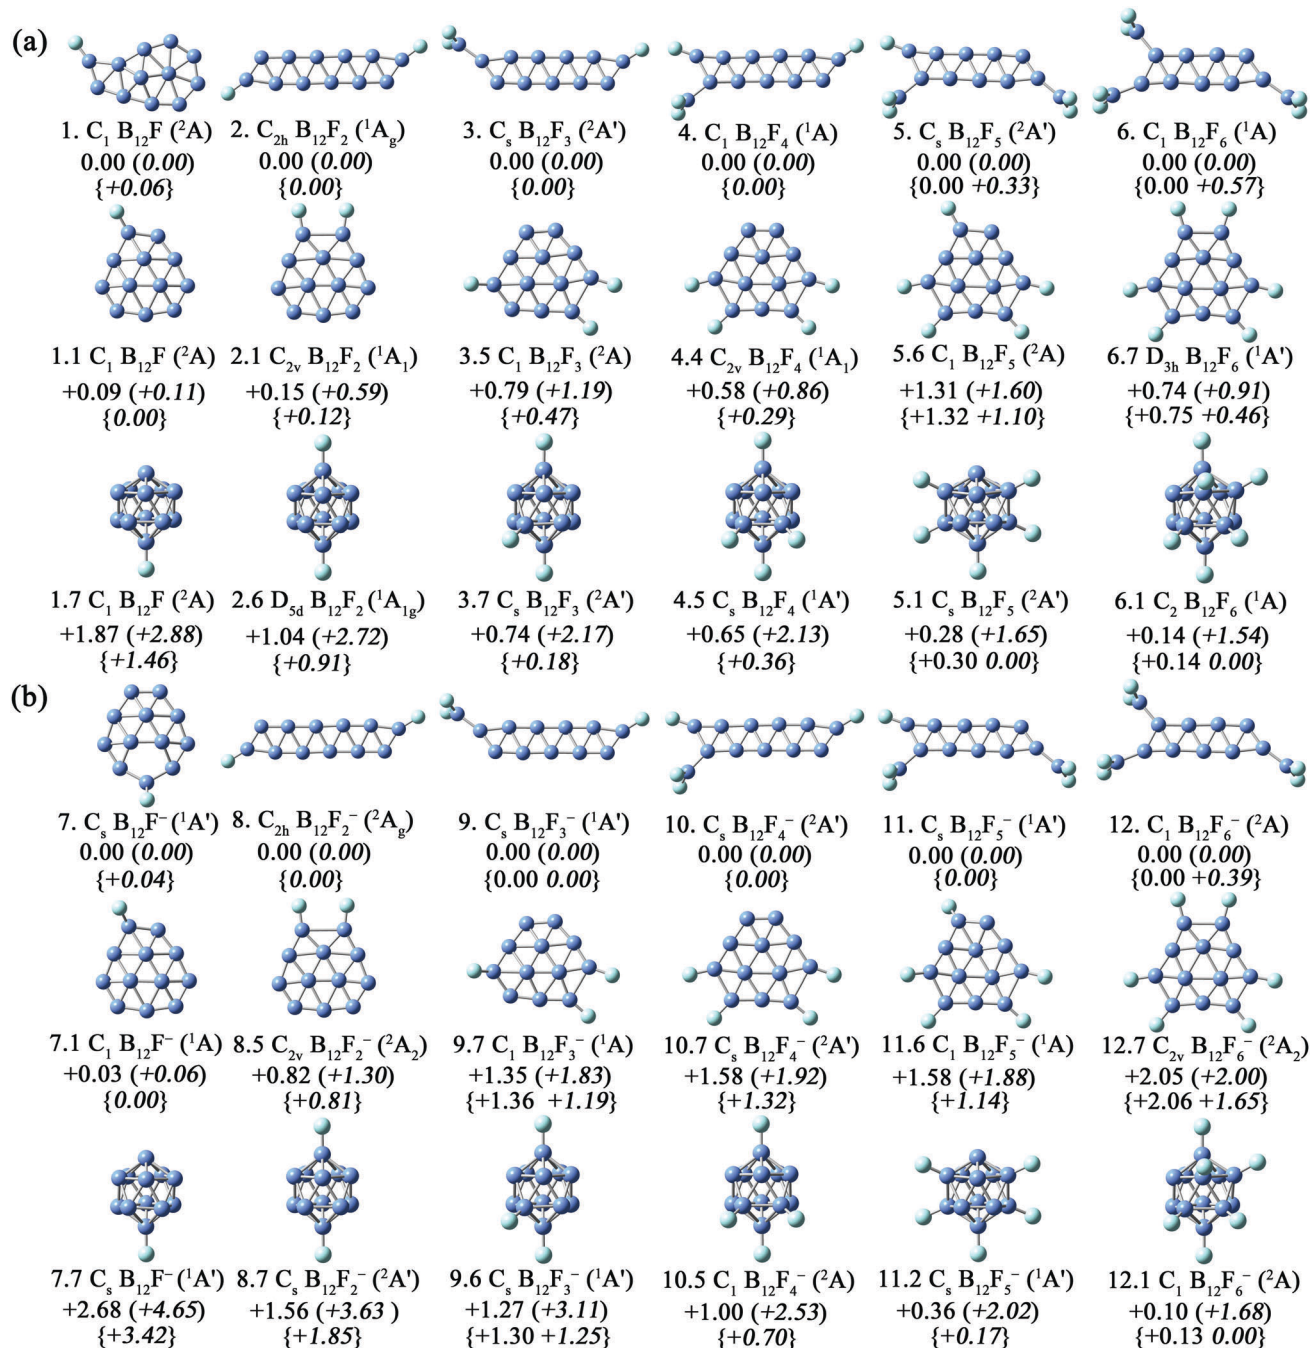 (a)
1. C₁ B₁₂F (²A) 2. C₂ₕ B₁₂F₂ (¹A_g) 3. Cₛ B₁₂F₃ (²A') 4. C₁ B₁₂F₄ (¹A) 5. Cₛ B₁₂F₅ (²A') 6. C₁ B₁₂F₆ (¹A)
0.00 (0.00) 0.00 (0.00) 0.00 (0.00) 0.00 (0.00) 0.00 (0.00) 0.00 (0.00)
{+0.06} {0.00} {0.00} {0.00} {0.00 +0.33} {0.00 +0.57}
1.1 C₁ B₁₂F (²A) 2.1 C₂ᵥ B₁₂F₂ (¹A₁) 3.5 C₁ B₁₂F₃ (²A) 4.4 C₂ᵥ B₁₂F₄ (¹A₁) 5.6 C₁ B₁₂F₅ (²A) 6.7 D₃ₕ B₁₂F₆ (¹A')
+0.09 (+0.11) +0.15 (+0.59) +0.79 (+1.19) +0.58 (+0.86) +1.31 (+1.60) +0.74 (+0.91)
{0.00} {+0.12} {+0.47} {+0.29} {+1.32 +1.10} {+0.75 +0.46}
1.7 C₁ B₁₂F (²A) 2.6 D₅d B₁₂F₂ (¹A₁g) 3.7 Cₛ B₁₂F₃ (²A') 4.5 Cₛ B₁₂F₄ (¹A') 5.1 Cₛ B₁₂F₅ (²A') 6.1 C₂ B₁₂F₆ (¹A)
+1.87 (+2.88) +1.04 (+2.72) +0.74 (+2.17) +0.65 (+2.13) +0.28 (+1.65) +0.14 (+1.54)
{+1.46} {+0.91} {+0.18} {+0.36} {+0.30 0.00} {+0.14 0.00}
(b)
7. Cₛ B₁₂F⁻ (¹A') 8. C₂ₕ B₁₂F₂⁻ (²A_g) 9. Cₛ B₁₂F₃⁻ (¹A') 10. Cₛ B₁₂F₄⁻ (²A') 11. Cₛ B₁₂F₅⁻ (¹A') 12. C₁ B₁₂F₆⁻ (²A)
0.00 (0.00) 0.00 (0.00) 0.00 (0.00) 0.00 (0.00) 0.00 (0.00) 0.00 (0.00)
{+0.04} {0.00} {0.00 0.00} {0.00} {0.00} {0.00 +0.39}
7.1 C₁ B₁₂F⁻ (¹A) 8.5 C₂ᵥ B₁₂F₂⁻ (²A₂) 9.7 C₁ B₁₂F₃⁻ (¹A) 10.7 Cₛ B₁₂F₄⁻ (²A') 11.6 C₁ B₁₂F₅⁻ (¹A) 12.7 C₂ᵥ B₁₂F₆⁻ (²A₂)
+0.03 (+0.06) +0.82 (+1.30) +1.35 (+1.83) +1.58 (+1.92) +1.58 (+1.88) +2.05 (+2.00)
{0.00} {+0.81} {+1.36 +1.19} {+1.32} {+1.14} {+2.06 +1.65}
7.7 Cₛ B₁₂F⁻ (¹A') 8.7 Cₛ B₁₂F₂⁻ (²A') 9.6 Cₛ B₁₂F₃⁻ (¹A') 10.5 C₁ B₁₂F₄⁻ (²A) 11.2 Cₛ B₁₂F₅⁻ (¹A') 12.1 C₁ B₁₂F₆⁻ (²A)
+2.68 (+4.65) +1.56 (+3.63 ) +1.27 (+3.11) +1.00 (+2.53) +0.36 (+2.02) +0.10 (+1.68)
{+3.42} {+1.85} {+1.30 +1.25} {+0.70} {+0.17} {+0.13 0.00}